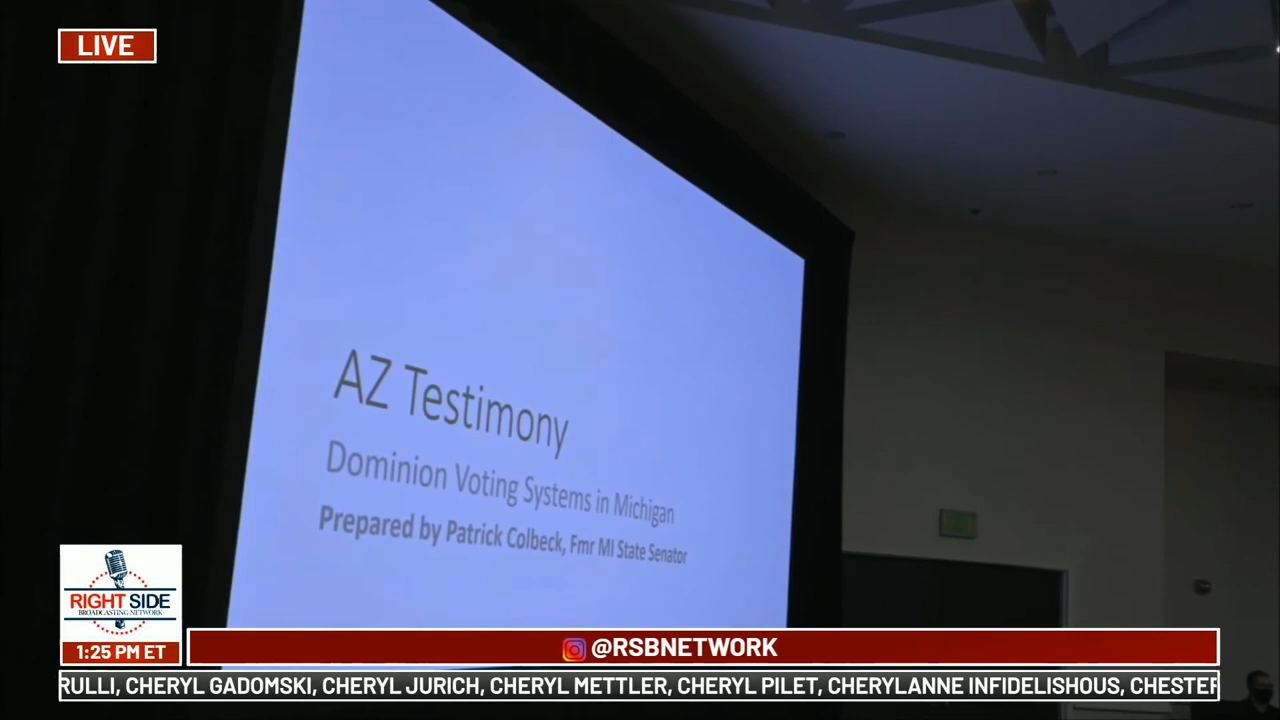 LIVE
AZ Testimony
Dominion Voting Systems in Michigan
Prepared by Patrick Colbeck, Fmr MI State Senator
RIGHT SIDE
BROADCASTING NETWORK
1:25 PM ET
@RSBNETWORK
RULLI, CHERYL GADOMSKI, CHERYL JURICH, CHERYL METTLER, CHERYL PILET, CHERYLANNE INFIDELISHOUS, CHESTER